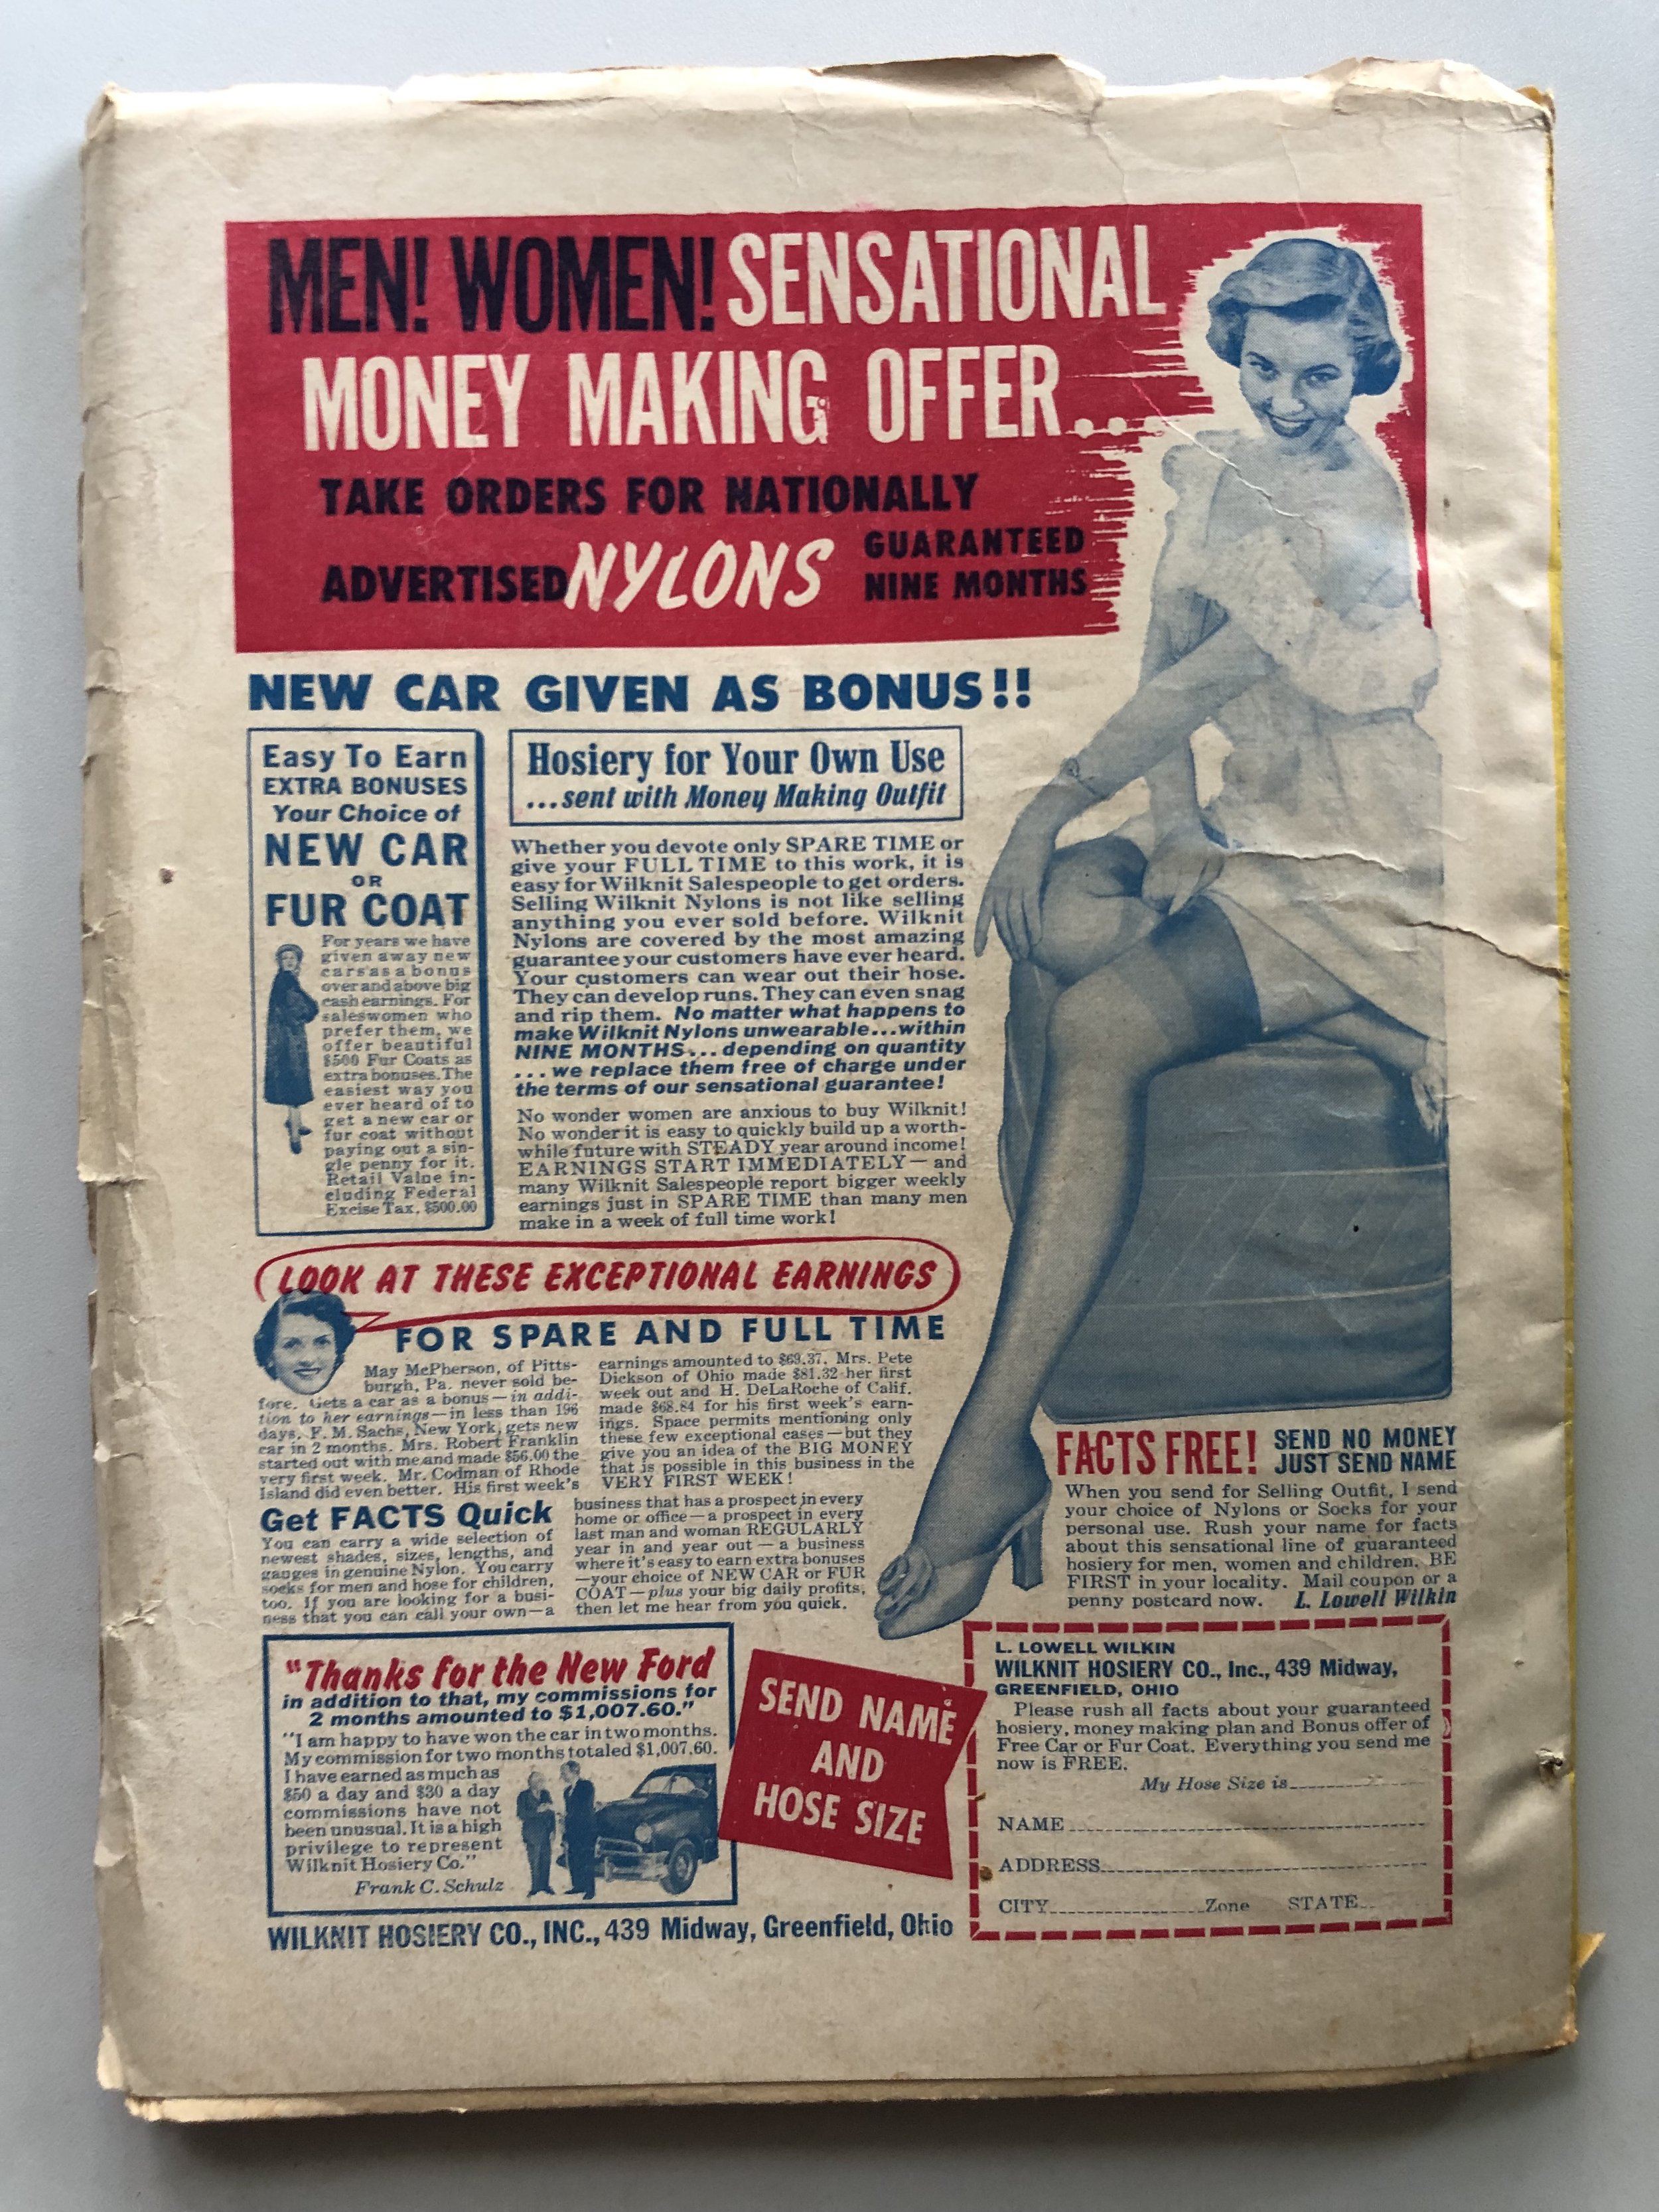 MEN! WOMEN! SENSATIONAL
MONEY MAKING OFFER...
TAKE ORDERS FOR NATIONALLY
ADVERTISED NYLONS GUARANTEED
NINE MONTHS
NEW CAR GIVEN AS BONUS!!
Easy To Earn
EXTRA BONUSES
Your Choice of
NEW CAR
OR
FUR COAT
For years we have
given away new
cars as a bonus
over and above big
cash earnings. For
saleswomen who
prefer them, we
offer beautiful
$500 Fur Coats as
extra bonuses. The
easiest way you
ever heard of to
get a new car or
fur coat without
paying out a sin-
gle penny for it.
Retail Value in-
cluding Federal
Excise Tax, $500.00
Hosiery for Your Own Use
...sent with Money Making Outfit
Whether you devote only SPARE TIME or
give your FULL TIME to this work, it is
easy for Wilknit Salespeople to get orders.
Selling Wilknit Nylons is not like selling
anything you ever sold before. Wilknit
Nylons are covered by the most amazing
guarantee your customers have ever heard.
Your customers can wear out their hose.
They can develop runs. They can even snag
and rip them. No matter what happens to
make Wilknit Nylons unwearable...within
NINE MONTHS...depending on quantity
...we replace them free of charge under
the terms of our sensational guarantee!
No wonder women are anxious to buy Wilknit!
No wonder it is easy to quickly build up a worth-
while future with STEADY year around income!
EARNINGS START IMMEDIATELY — and
many Wilknit Salespeople report bigger weekly
earnings just in SPARE TIME than many men
make in a week of full time work!
LOOK AT THESE EXCEPTIONAL EARNINGS
FOR SPARE AND FULL TIME
May McPherson, of Pitts-
burgh, Pa. never sold be-
fore. Gets a car as a bonus—in addi-
tion to her earnings—in less than 196
days. F. M. Sachs, New York, gets new
car in 2 months. Mrs. Robert Franklin
started out with me and made $56.00 the
very first week. Mr. Codman of Rhode
Island did even better. His first week's
earnings amounted to $69.37. Mrs. Pete
Dickson of Ohio made $81.32 her first
week out and H. DeLaRoche of Calif.
made $68.84 for his first week's earn-
ings. Space permits mentioning only
these few exceptional cases—but they
give you an idea of the BIG MONEY
that is possible in this business in the
VERY FIRST WEEK!
Get FACTS Quick
You can carry a wide selection of
newest shades, sizes, lengths, and
gauges in genuine Nylon. You carry
socks for men and hose for children,
too. If you are looking for a busi-
ness that you can call your own—a
business that has a prospect in every
home or office—a prospect in every
last man and woman REGULARLY
year in and year out — a business
where it's easy to earn extra bonuses
—your choice of NEW CAR or FUR
COAT—plus your big daily profits,
then let me hear from you quick.
FACTS FREE! SEND NO MONEY
JUST SEND NAME
When you send for Selling Outfit, I send
your choice of Nylons or Socks for your
personal use. Rush your name for facts
about this sensational line of guaranteed
hosiery for men, women and children. BE
FIRST in your locality. Mail coupon or a
penny postcard now. L. Lowell Wilkin
"Thanks for the New Ford
in addition to that, my commissions for
2 months amounted to $1,007.60."
"I am happy to have won the car in two months.
My commission for two months totaled $1,007.60.
I have earned as much as
$50 a day and $30 a day
commissions have not
been unusual. It is a high
privilege to represent
Wilknit Hosiery Co."
Frank C. Schulz
SEND NAME
AND
HOSE SIZE
L. LOWELL WILKIN
WILKNIT HOSIERY CO., Inc., 439 Midway,
GREENFIELD, OHIO
Please rush all facts about your guaranteed
hosiery, money making plan and Bonus offer of
Free Car or Fur Coat. Everything you send me
now is FREE.
My Hose Size is
NAME
ADDRESS
CITY Zone STATE
WILKNIT HOSIERY CO., INC., 439 Midway, Greenfield, Ohio